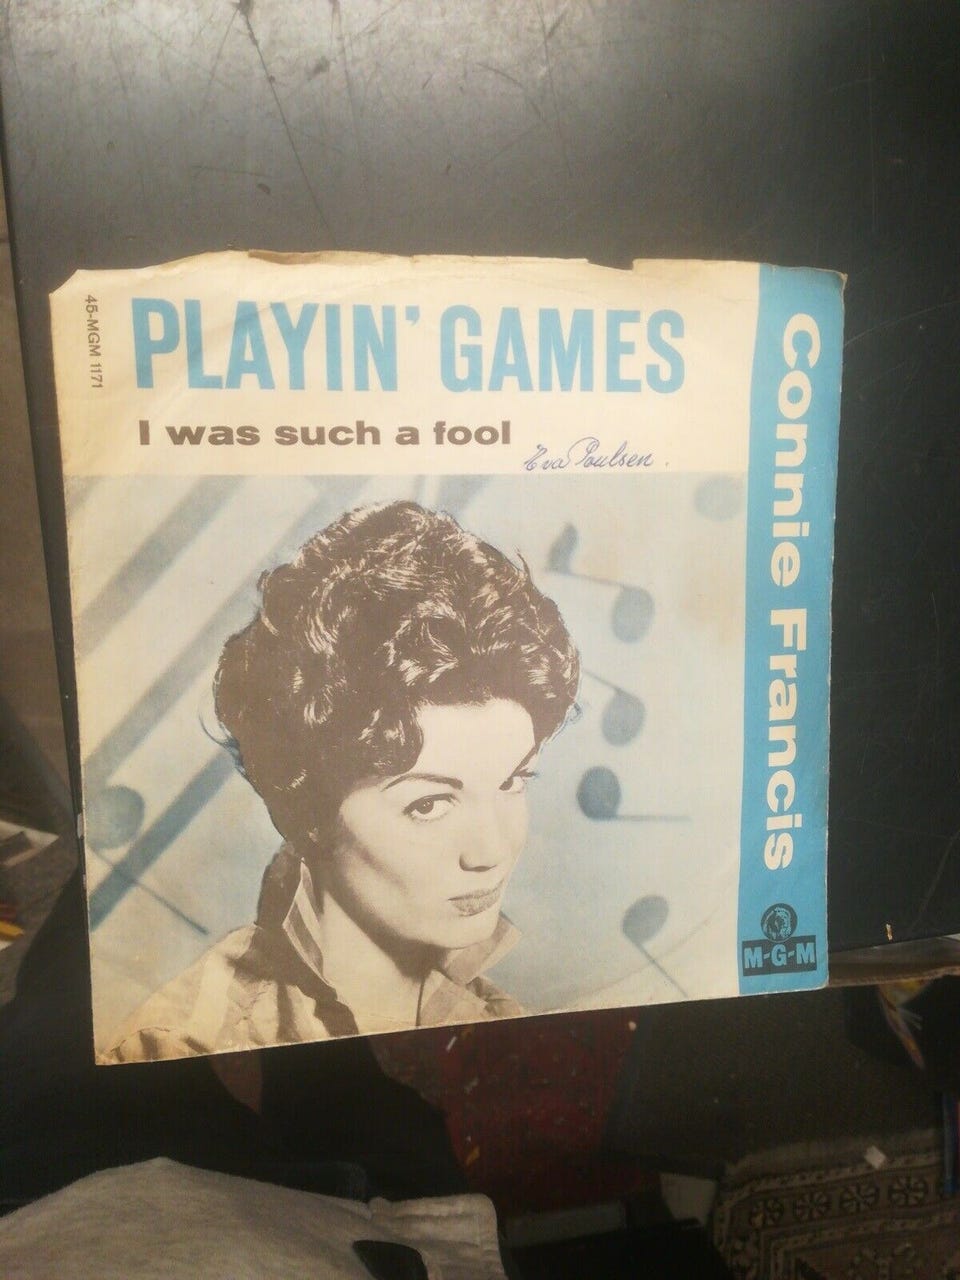 45-MGM 1171
PLAYIN' GAMES
I was such a fool
Eva Poulsen.
Connie Francis
M-G-M